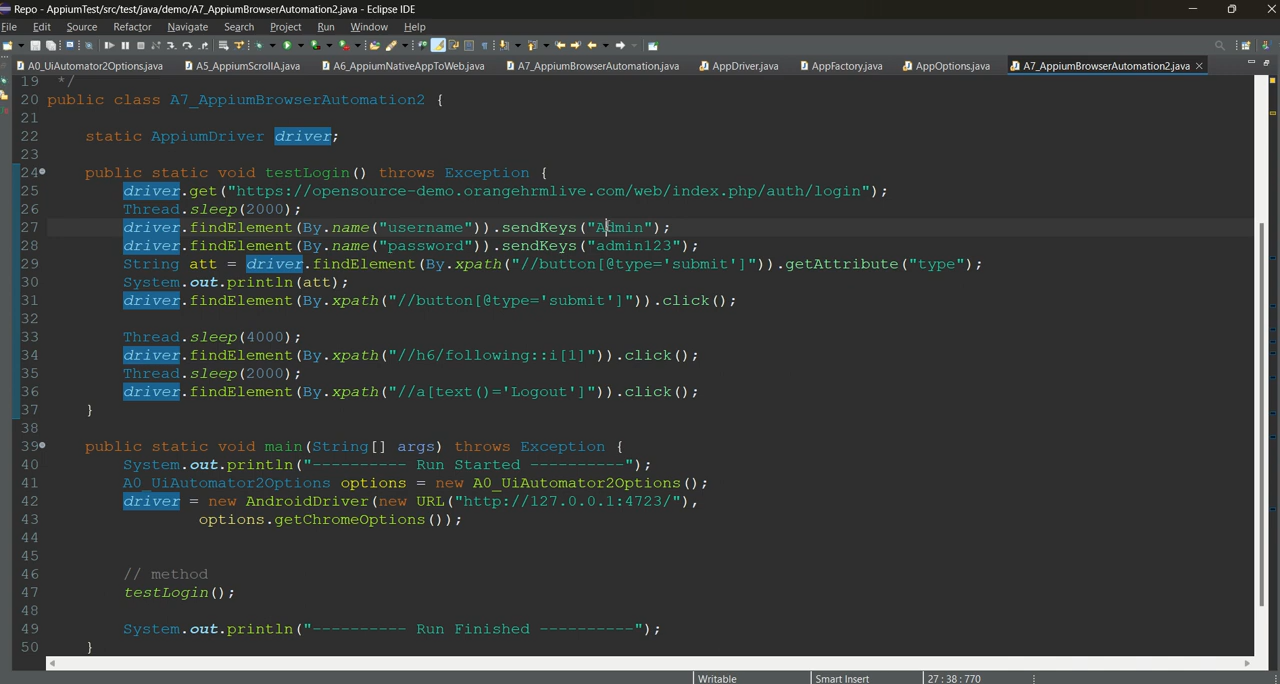 Repo - AppiumTest/src/test/java/demo/A7_AppiumBrowserAutomation2.java - Eclipse IDE
File Edit Source Refactor Navigate Search Project Run Window Help
A0_UiAutomator2Options.java A5_AppiumScrollA.java A6_AppiumNativeAppToWeb.java A7_AppiumBrowserAutomation.java AppDriver.java AppFactory.java AppOptions.java A7_AppiumBrowserAutomation2.java
19 */
20 public class A7_AppiumBrowserAutomation2 {
21
22 static AppiumDriver driver;
23
24 public static void testLogin() throws Exception {
25 driver.get("https://opensource-demo.orangehrmlive.com/web/index.php/auth/login");
26 Thread.sleep(2000);
27 driver.findElement(By.name("username")).sendKeys("Admin");
28 driver.findElement(By.name("password")).sendKeys("admin123");
29 String att = driver.findElement(By.xpath("//button[@type='submit']")).getAttribute("type");
30 System.out.println(att);
31 driver.findElement(By.xpath("//button[@type='submit']")).click();
32
33 Thread.sleep(4000);
34 driver.findElement(By.xpath("//h6/following::i[1]")).click();
35 Thread.sleep(2000);
36 driver.findElement(By.xpath("//a[text()='Logout']")).click();
37 }
38
39 public static void main(String[] args) throws Exception {
40 System.out.println("---------- Run Started ----------");
41 A0_UiAutomator2Options options = new A0_UiAutomator2Options();
42 driver = new AndroidDriver(new URL("http://127.0.0.1:4723/"),
43 options.getChromeOptions());
44
45
46 // method
47 testLogin();
48
49 System.out.println("---------- Run Finished ----------");
50 }
Writable Smart Insert 27 : 38 : 770